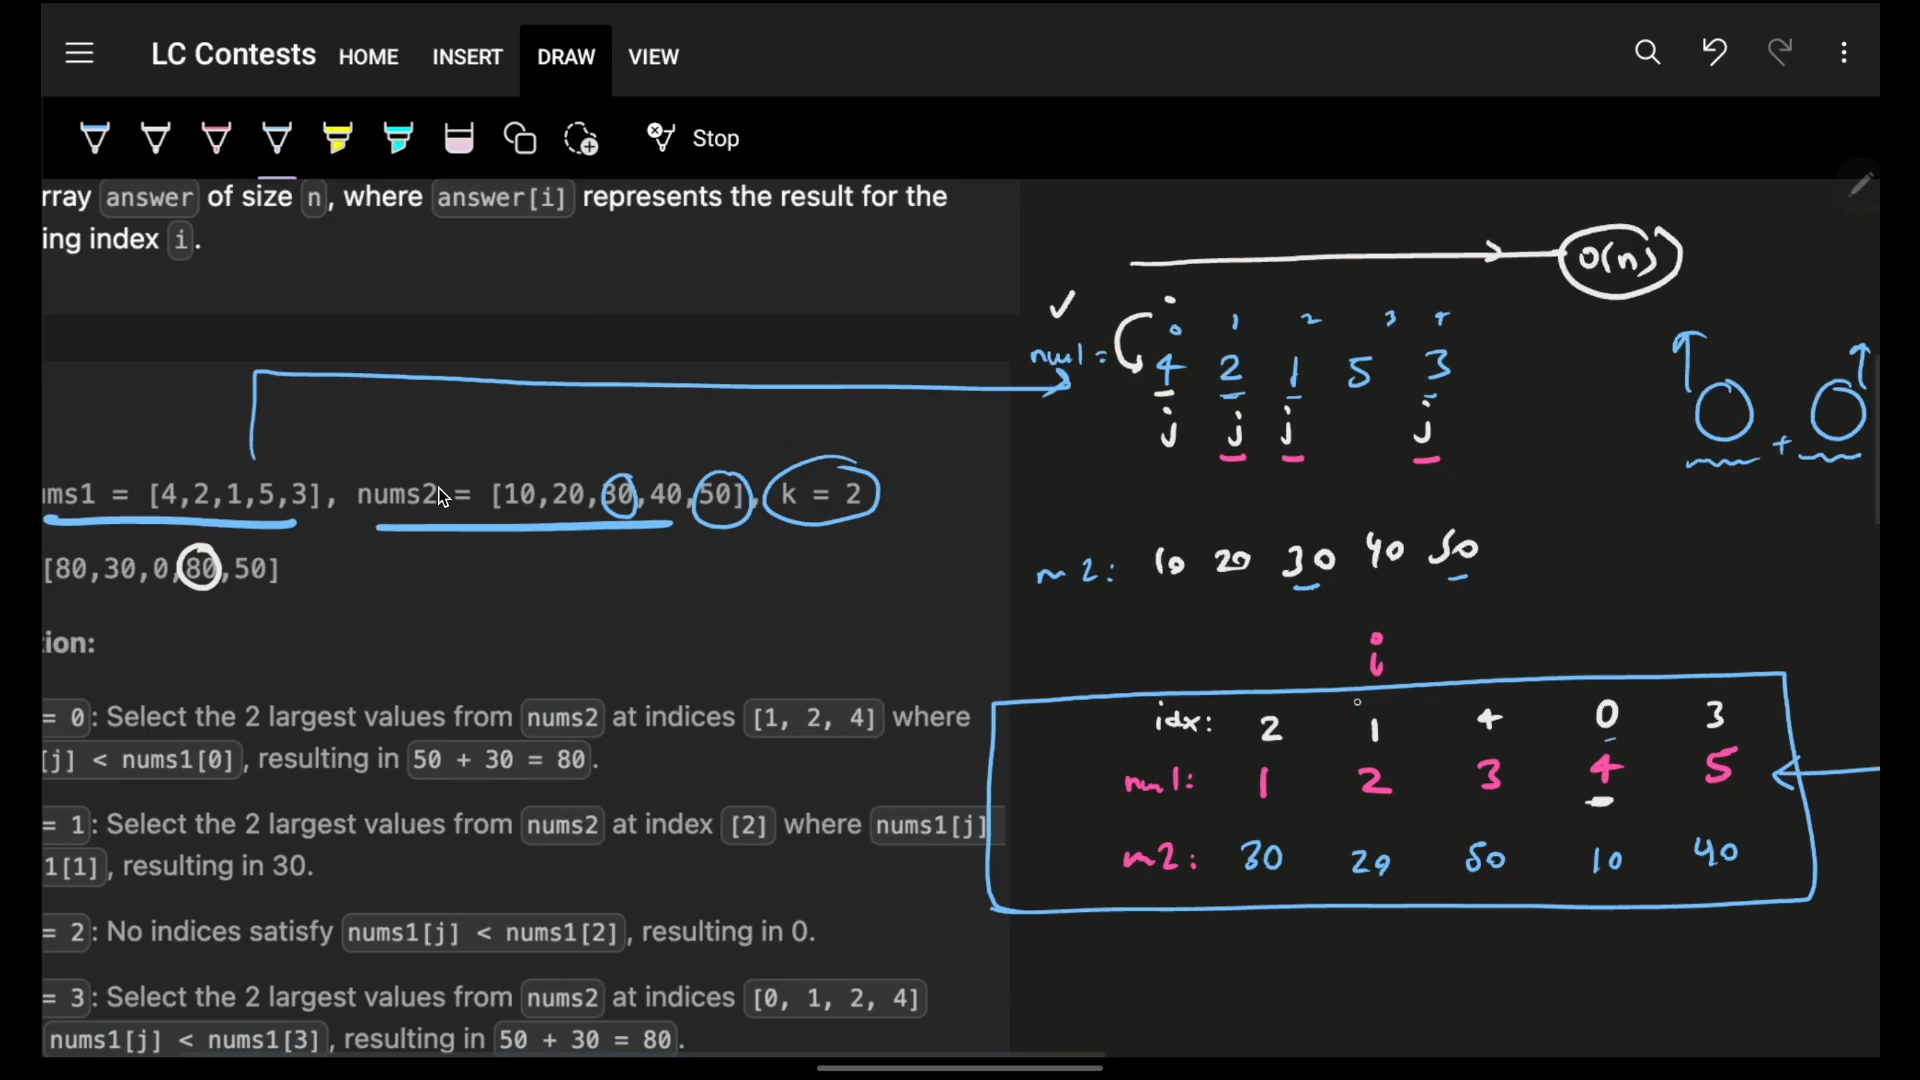 LC Contests HOME INSERT DRAW VIEW
Stop
rray answer of size n, where answer[i] represents the result for the
ing index i.
ums1 = [4,2,1,5,3], nums2 = [10,20,30,40,50], k = 2
[80,30,0,80,50]
tion:
= 0: Select the 2 largest values from nums2 at indices [1, 2, 4] where
[j] < nums1[0], resulting in 50 + 30 = 80.
= 1: Select the 2 largest values from nums2 at index [2] where nums1[j]
1[1], resulting in 30.
= 2: No indices satisfy nums1[j] < nums1[2], resulting in 0.
= 3: Select the 2 largest values from nums2 at indices [0, 1, 2, 4]
nums1[j] < nums1[3], resulting in 50 + 30 = 80.
O(n)
i
0 1 2 3 4
num1 = 4 2 1 5 3
j j j j
+
n2: 10 20 30 40 50
i
idx: 2 1 4 0 3
num1: 1 2 3 4 5
n2: 30 20 50 10 40